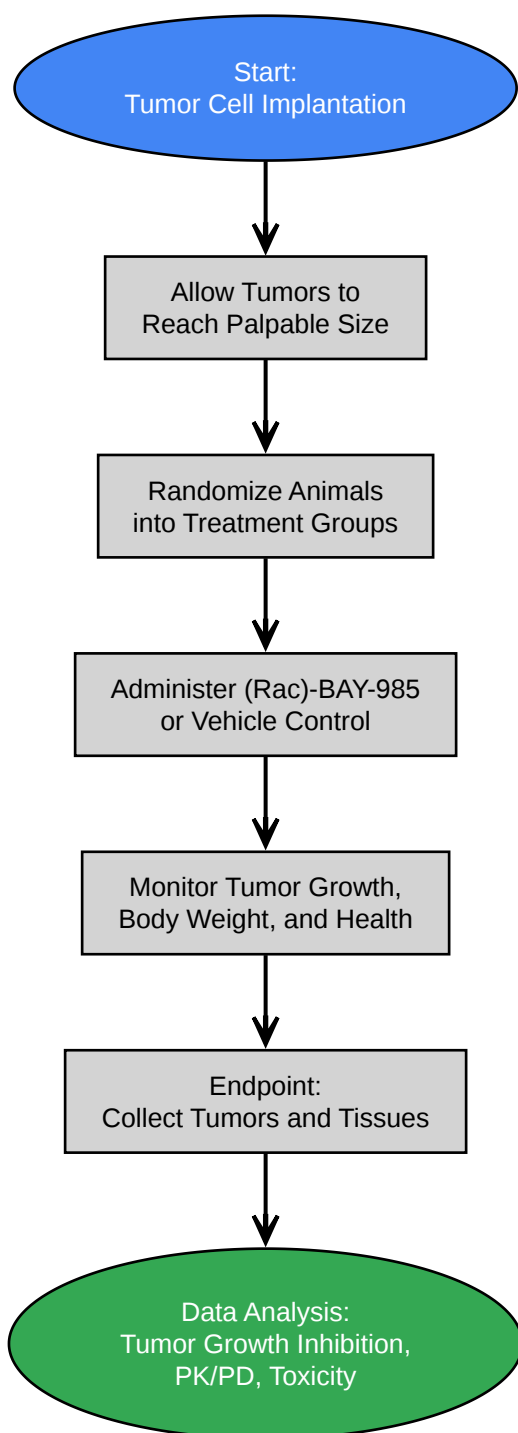 Start:
Tumor Cell Implantation
Allow Tumors to
Reach Palpable Size
Randomize Animals
into Treatment Groups
Administer (Rac)-BAY-985
or Vehicle Control
Monitor Tumor Growth,
Body Weight, and Health
Endpoint:
Collect Tumors and Tissues
Data Analysis:
Tumor Growth Inhibition,
PK/PD, Toxicity